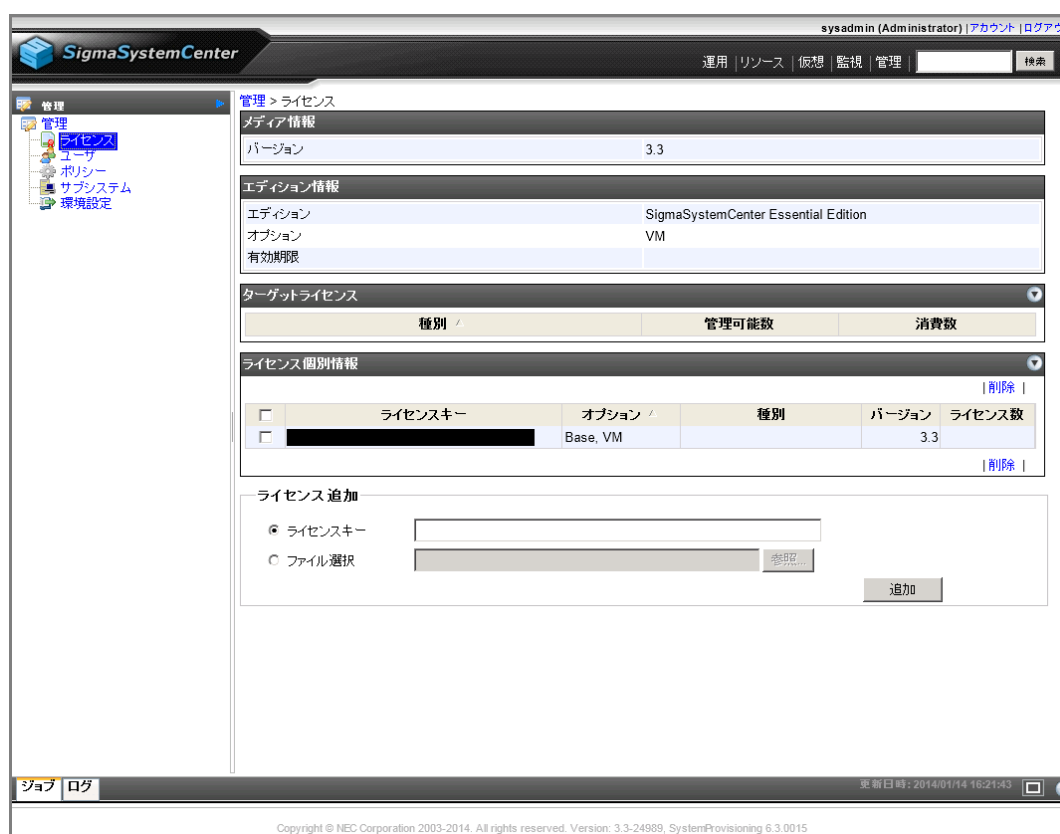 sysadmin (Administrator) |アカウント |ログアウ
SigmaSystemCenter
運用 |リソース |仮想 |監視 |管理 |
検索
管理
管理
ライセンス
ユーザ
ポリシー
サブシステム
環境設定
管理 > ライセンス
メディア情報
バージョン 3.3
エディション情報
エディション SigmaSystemCenter Essential Edition
オプション VM
有効期限
ターゲットライセンス
種別 管理可能数 消費数
ライセンス個別情報
|削除 |
ライセンスキー オプション 種別 バージョン ライセンス数
Base, VM 3.3
|削除 |
ライセンス追加
ライセンスキー
ファイル選択 参照...
追加
ジョブ ログ
更新日時: 2014/01/14 16:21:43
Copyright © NEC Corporation 2003-2014. All rights reserved. Version: 3.3-24989, SystemProvisioning 6.3.0015